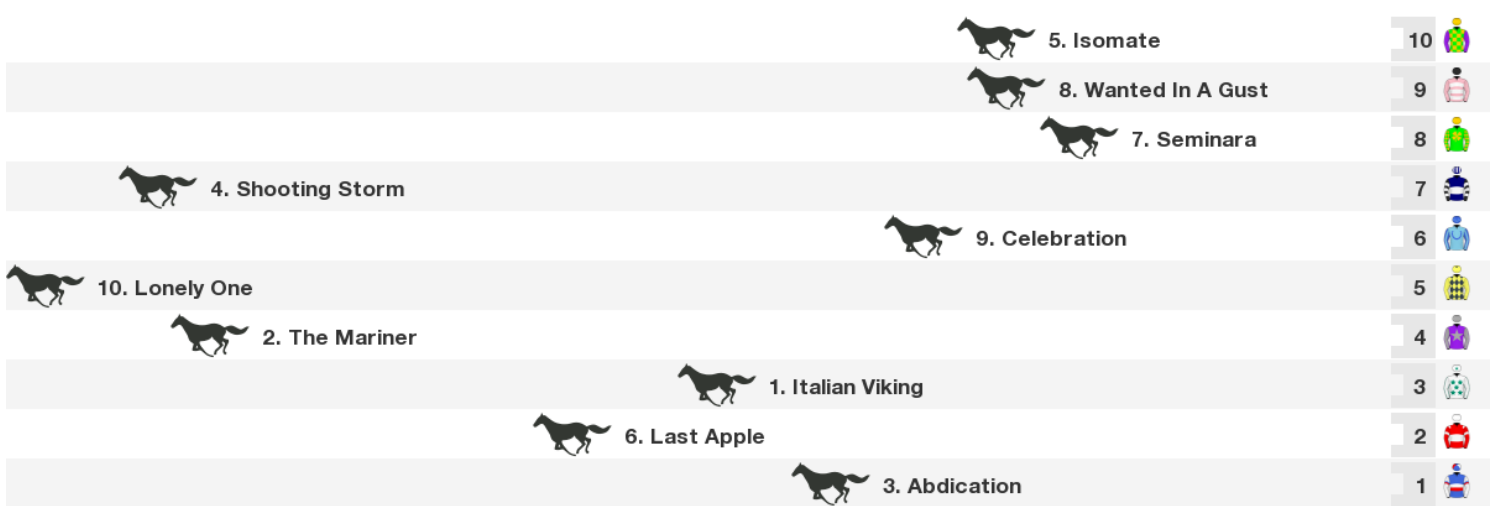 5. Isomate 10
8. Wanted In A Gust 9
7. Seminara 8
4. Shooting Storm 7
9. Celebration 6
10. Lonely One 5
2. The Mariner 4
1. Italian Viking 3
6. Last Apple 2
3. Abdication 1